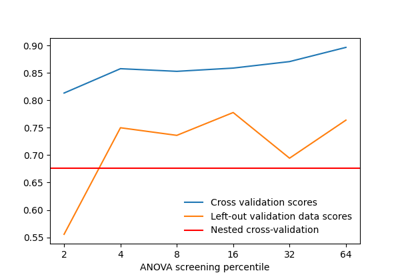 0.90
0.85
0.80
0.75
0.70
0.65
0.60
0.55
Cross validation scores
Left-out validation data scores
Nested cross-validation
2 4 8 16 32 64
ANOVA screening percentile